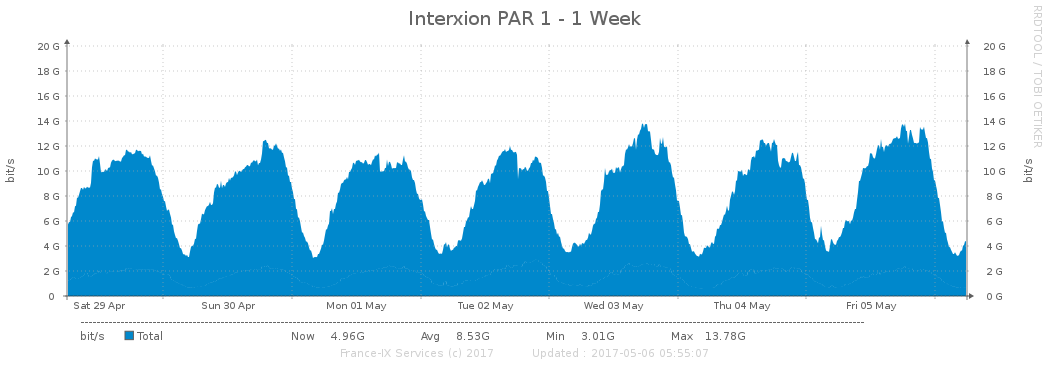 Interxion PAR 1 - 1 Week
RRDTOOL / TOBI OETIKER
20 G 20 G
18 G 18 G
16 G 16 G
14 G 14 G
12 G 12 G
10 G 10 G
8 G 8 G
6 G 6 G
4 G 4 G
2 G 2 G
0 0 G
bit/s
bit/s
Sat 29 Apr Sun 30 Apr Mon 01 May Tue 02 May Wed 03 May Thu 04 May Fri 05 May
bit/s Total Now 4.96G Avg 8.53G Min 3.01G Max 13.78G
France-IX Services (c) 2017 Updated : 2017-05-06 05:55:07